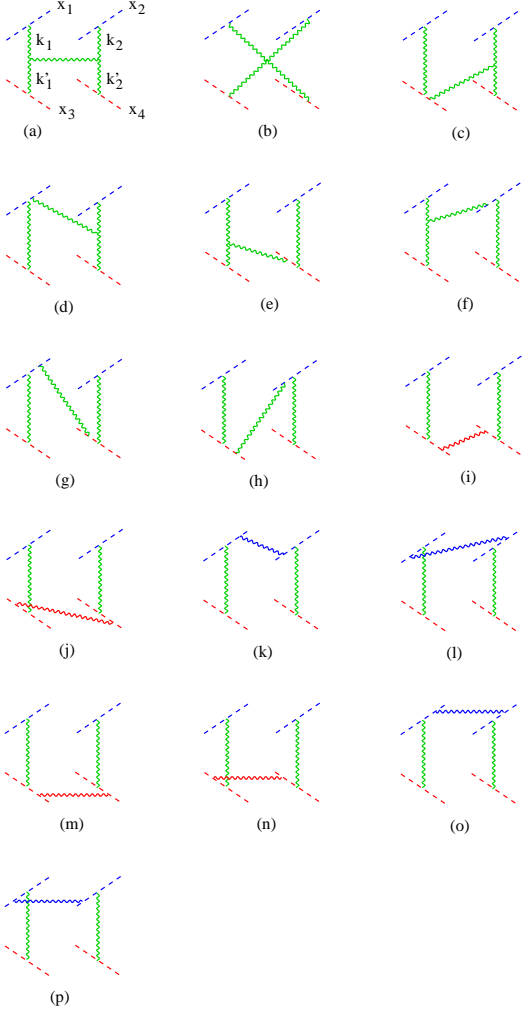 x₁ x₂
k₁ k₂
k'₁ k'₂
x₃ x₄
(a) (b) (c)
(d) (e) (f)
(g) (h) (i)
(j) (k) (l)
(m) (n) (o)
(p)